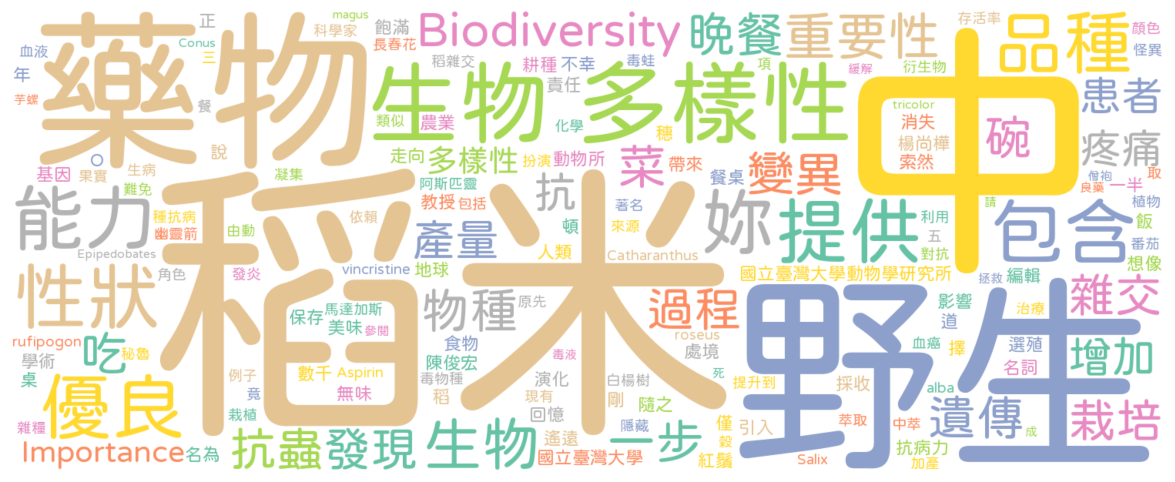 magus
正
飽滿
科學家
Biodiversity
晚餐
重要性
品種
存活率
顏色
血液
Conus
三
長春花
年
藥物
稻雜交
耕種
不幸
毒蛙
項
緩解
衍生物
怪異
芋螺
餐
生物多樣性
責任
中
患者
類似
農業
化學
穗
tricolor
消失
碗
說
走向
多樣性
扮演
動物所
菜
帶來
變異
楊尚樺
索然
疼痛
O
基因
果實
生病
難免
凝集
阿斯匹靈
餐桌
僧袍
良藥
一半
取
能力
種抗病
幽靈箭
由動
依賴
教授
包括
抗
頓
著名
妳
提供
利用
請
包含
植物
飯
稻米
產量
來源
五
對抗
番茄
想像
Epipedobates
角色
發炎
vincristine
地球
人類
Catharanthus
國立臺灣大學動物學研究所
拯救
編輯
性狀
物種
原先
過程
野生
影響
治療
雜交
保存
馬達加斯
美味
參閱
道
rufipogon
吃
秘魯
食物
roseus
處境
血癌
選殖
增加
學術
陳俊宏
毒液
擇
名詞
桌
例子
數千
Aspirin
毒物種
演化
白楊樹
死
提升到
採收
alba
優良
竟
無味
稻
現有
剛
隨之
遺傳
栽培
雜糧
栽植
回憶
隱藏
僅
引入
萃取
中萃
Importance
名為
抗蟲
發現
生物
遙遠
一步
穀
抗病力
成
國立臺灣大學
紅鬚
Salix
加產